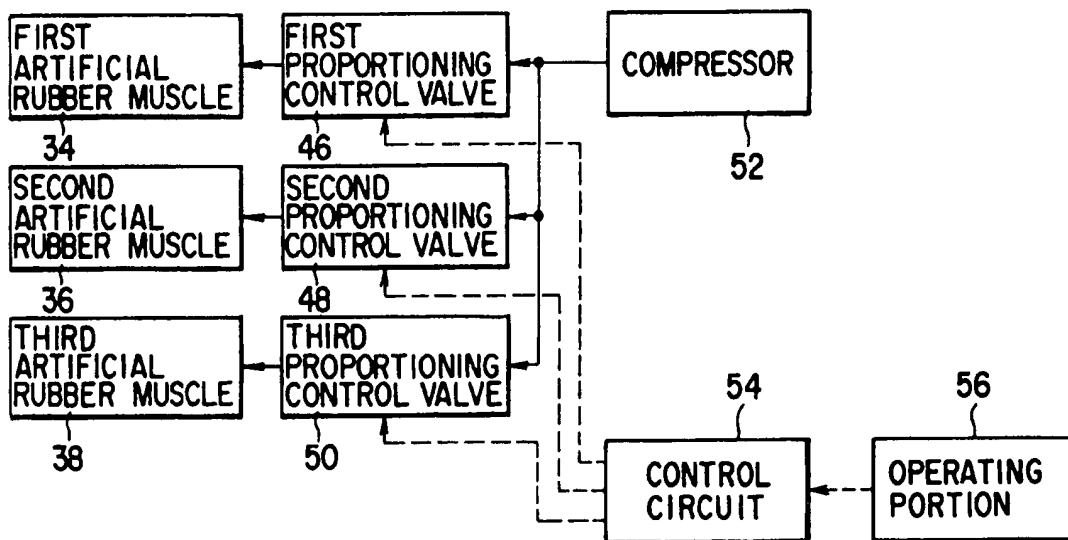 FIRST
ARTIFICIAL
RUBBER MUSCLE
34
FIRST
PROPORTIONING
CONTROL VALVE
46
COMPRESSOR
52
SECOND
ARTIFICIAL
RUBBER MUSCLE
36
SECOND
PROPORTIONING
CONTROL VALVE
48
THIRD
ARTIFICIAL
RUBBER MUSCLE
38
THIRD
PROPORTIONING
CONTROL VALVE
50
54
CONTROL
CIRCUIT
56
OPERATING
PORTION